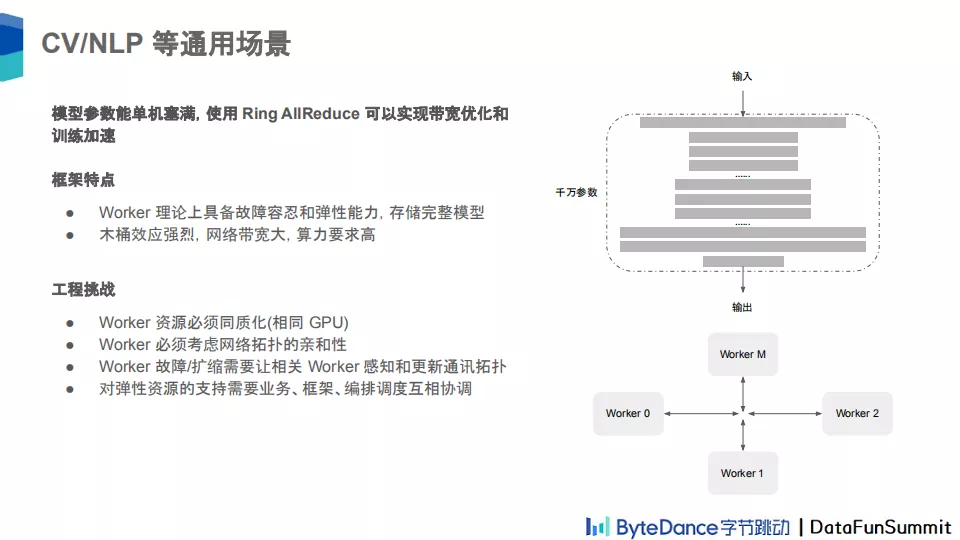 CV/NLP 等通用场景
模型参数能单机塞满, 使用 Ring AllReduce 可以实现带宽优化和
训练加速
框架特点
● Worker 理论上具备故障容忍和弹性能力, 存储完整模型
● 木桶效应强烈, 网络带宽大, 算力要求高
工程挑战
● Worker 资源必须同质化(相同 GPU)
● Worker 必须考虑网络拓扑的亲和性
● Worker 故障/扩缩需要让相关 Worker 感知和更新通讯拓扑
● 对弹性资源的支持需要业务、框架、编排调度互相协调
输入
......
千万参数
......
输出
Worker M
Worker 0
Worker 2
Worker 1
ByteDance字节跳动 | DataFunSummit